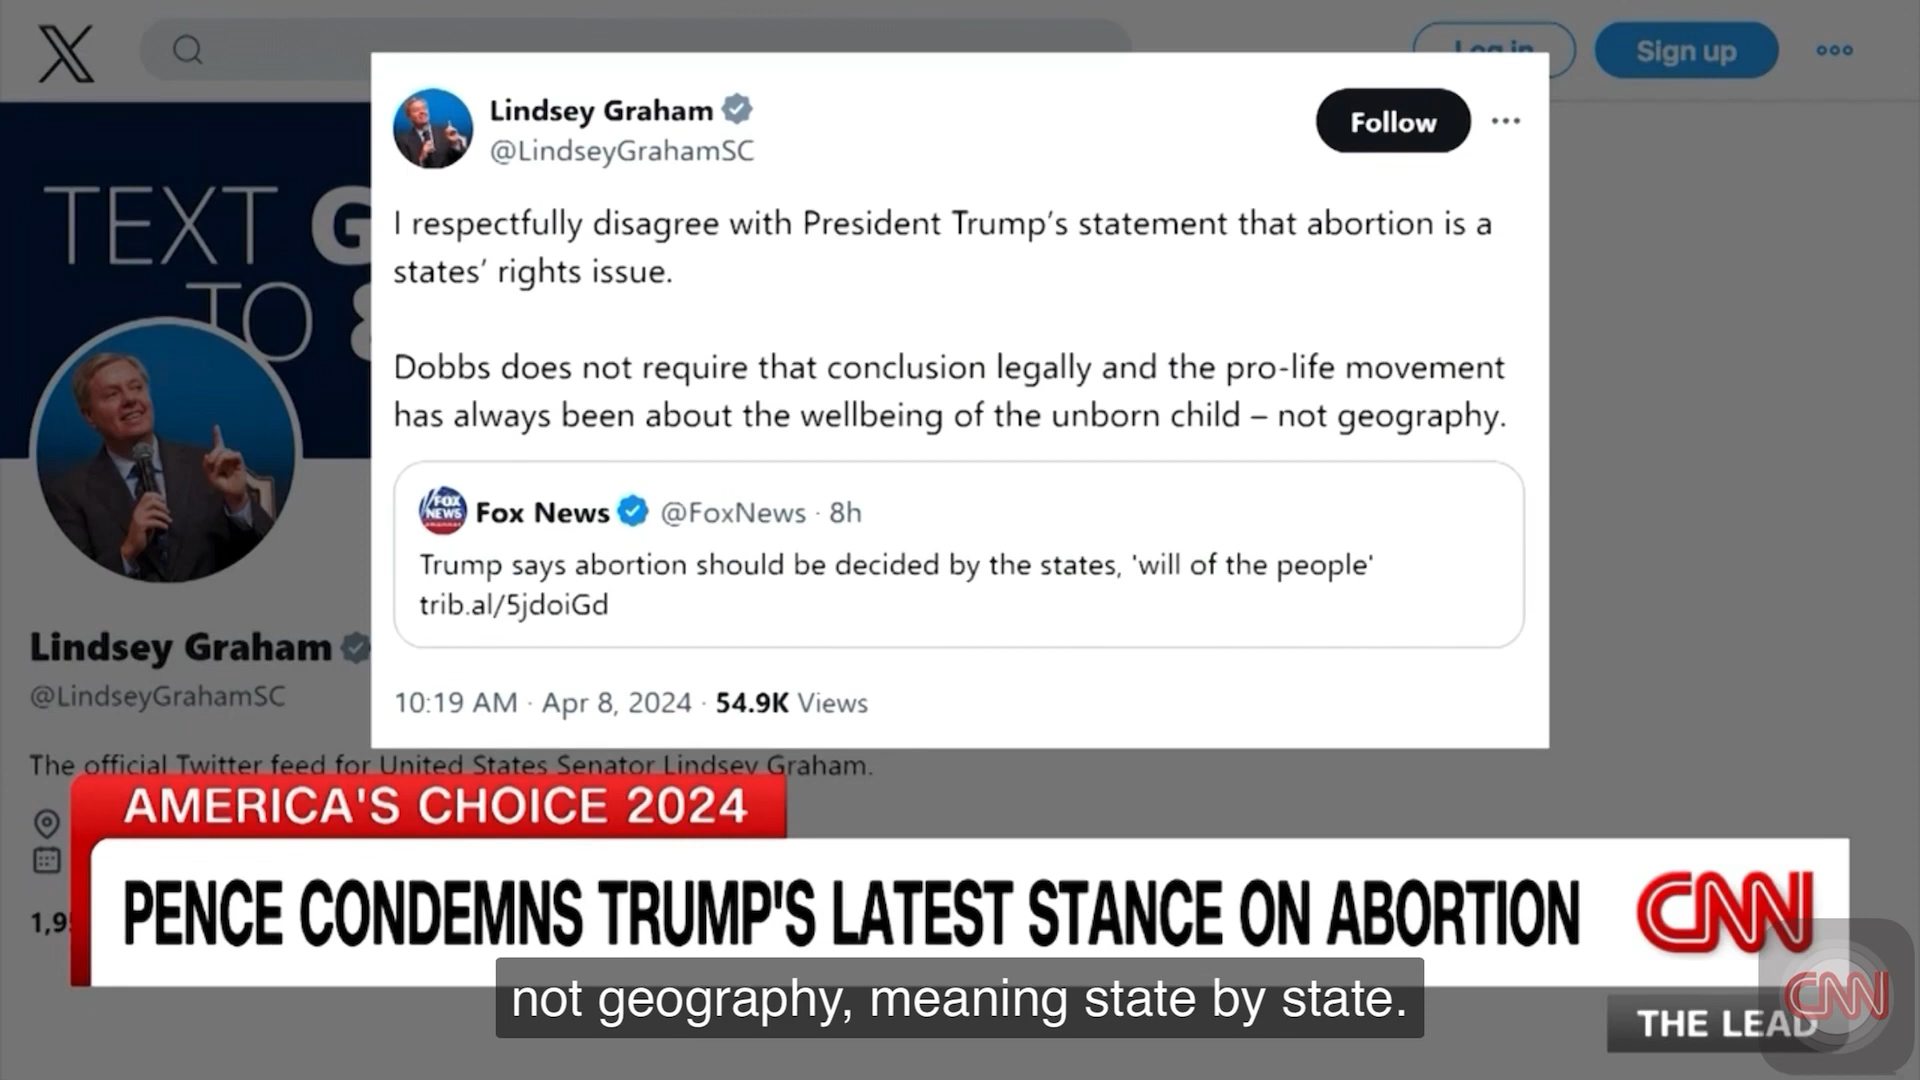 X
Log in
Sign up
TEXT G
TO 8
Lindsey Graham
@LindseyGrahamSC
Follow
I respectfully disagree with President Trump’s statement that abortion is a
states’ rights issue.
Dobbs does not require that conclusion legally and the pro-life movement
has always been about the wellbeing of the unborn child – not geography.
FOX
NEWS
Fox News @FoxNews · 8h
Trump says abortion should be decided by the states, 'will of the people'
trib.al/5jdoiGd
10:19 AM · Apr 8, 2024 · 54.9K Views
Lindsey Graham
@LindseyGrahamSC
The official Twitter feed for United States Senator Lindsey Graham.
1,9
AMERICA'S CHOICE 2024
PENCE CONDEMNS TRUMP'S LATEST STANCE ON ABORTION
CNN
not geography, meaning state by state.
CNN
THE LEAD